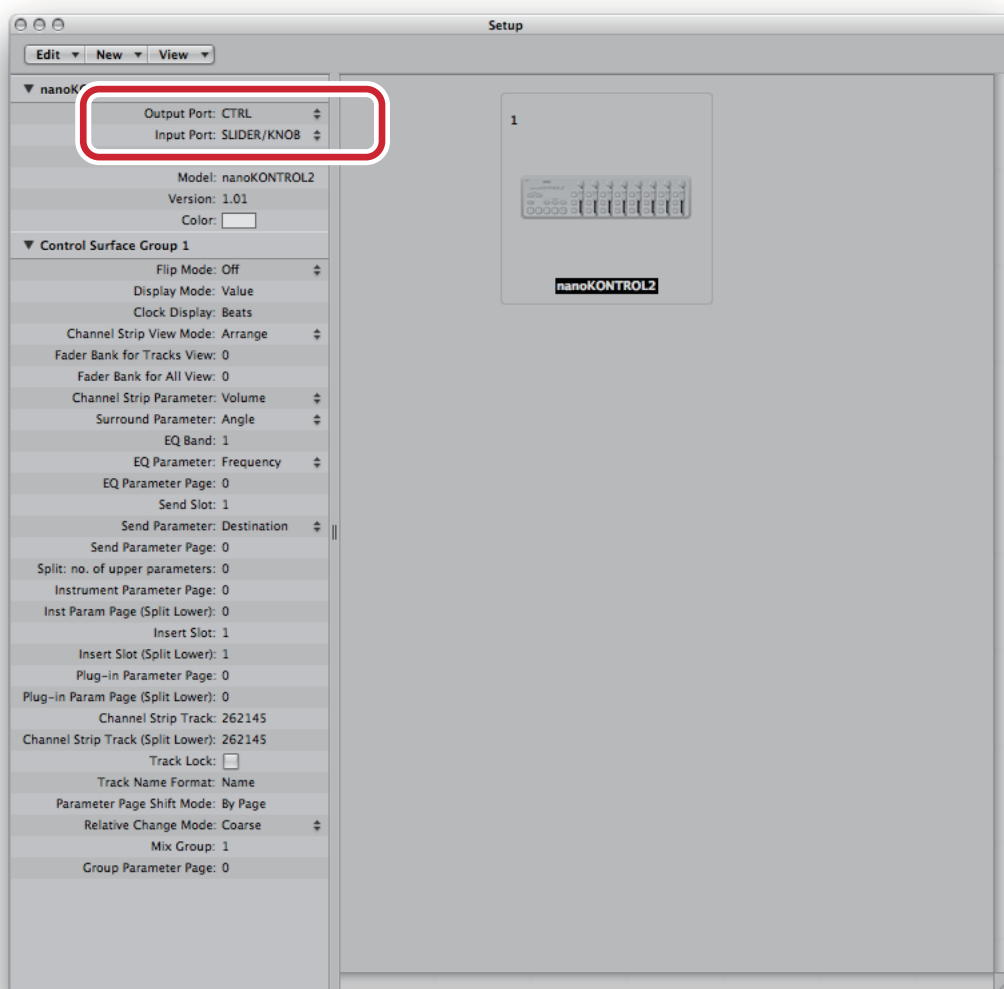 Setup
Edit New View
Output Port: CTRL
Input Port: SLIDER/KNOB
Model: nanoKONTROL2
Version: 1.01
Color:
Control Surface Group 1
Flip Mode: Off
Display Mode: Value
Clock Display: Beats
Channel Strip View Mode: Arrange
Fader Bank for Tracks View: 0
Fader Bank for All View: 0
Channel Strip Parameter: Volume
Surround Parameter: Angle
EQ Band: 1
EQ Parameter: Frequency
EQ Parameter Page: 0
Send Slot: 1
Send Parameter: Destination
Send Parameter Page: 0
Split: no. of upper parameters: 0
Instrument Parameter Page: 0
Inst Param Page (Split Lower): 0
Insert Slot: 1
Insert Slot (Split Lower): 1
Plug-in Parameter Page: 0
Plug-in Param Page (Split Lower): 0
Channel Strip Track: 262145
Channel Strip Track (Split Lower): 262145
Track Lock:
Track Name Format: Name
Parameter Page Shift Mode: By Page
Relative Change Mode: Coarse
Mix Group: 1
Group Parameter Page: 0
1
nanoKONTROL2